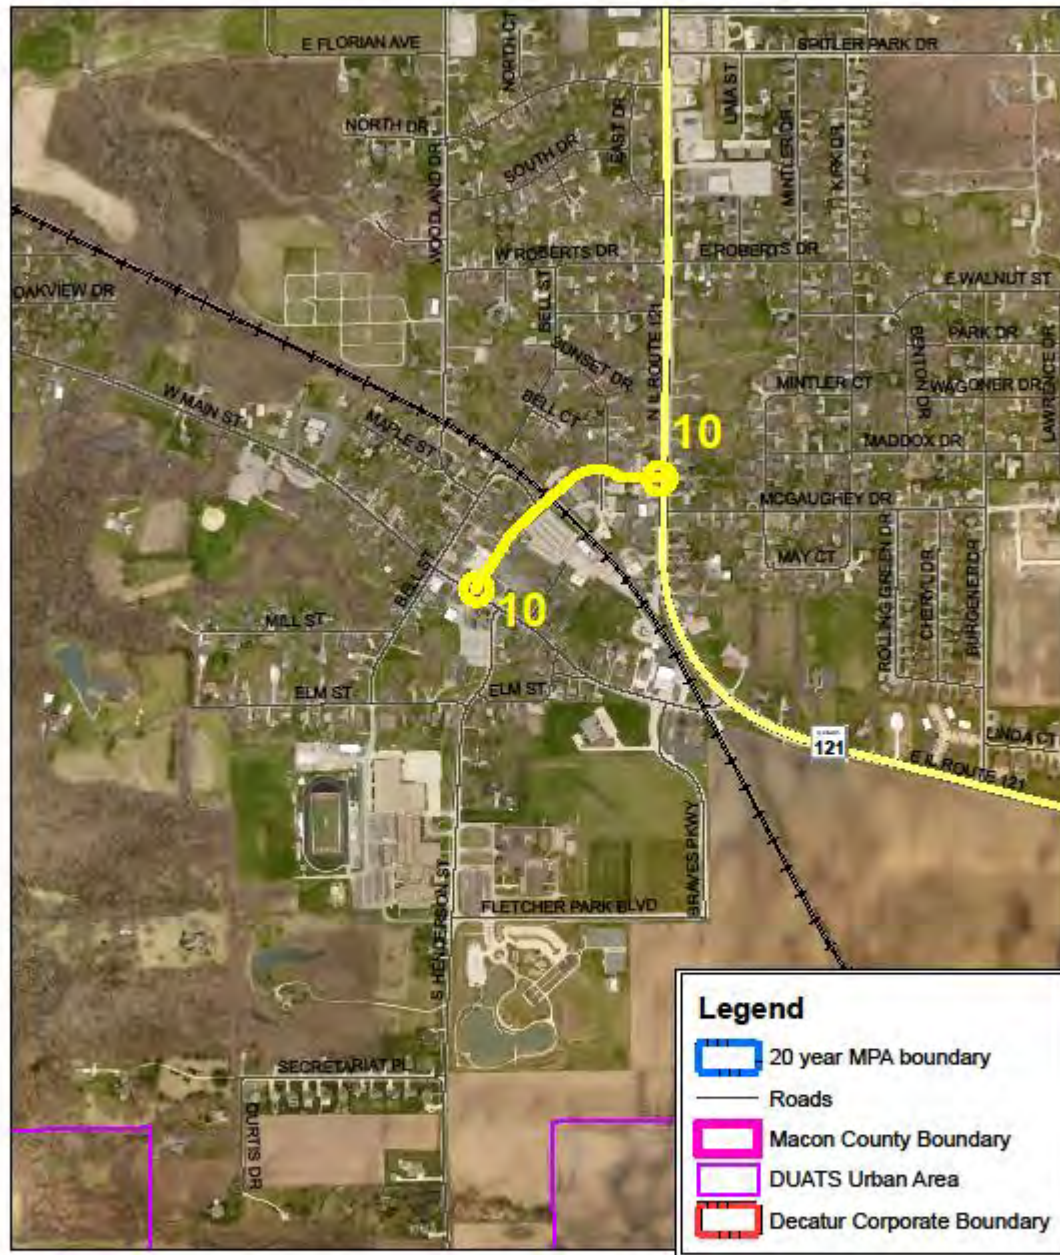 E FLORIAN AVE
NORTH CT
SPITLER PARK DR
LIMA ST
MINTLER DR
KIRK DR
NORTH DR
EAST DR
SOUTH DR
WOODLAND DR
W ROBERTS DR
E ROBERTS DR
BELL ST
E WALNUT ST
OAKVIEW DR
N IL ROUTE 121
PARK DR
BENTON DR
SUNSET DR
MINTLER CT
WAGONER DR
LAWRENCE DR
W MAIN ST
BELL CT
MAPLE ST
10
MADDOX DR
MCGAUGHEY DR
MAY CT
ROLING GREEN DR
CHERYL DR
BURGENER DR
BELL ST
10
MILL ST
ELM ST
ELM ST
121
LINDA CT
E IL ROUTE 121
BRAVES PKWY
S HENDERSON ST
FLETCHER PARK BLVD
SECRETARIAT PL
CURTIS DR
Legend
20 year MPA boundary
Roads
Macon County Boundary
DUATS Urban Area
Decatur Corporate Boundary